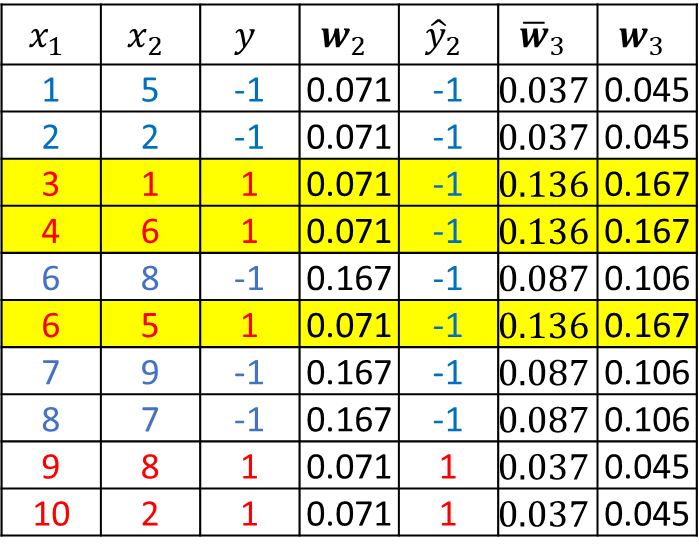 x₁ x₂ y w₂ ŷ₂ w̄₃ w₃
1 5 -1 0.071 -1 0.037 0.045
2 2 -1 0.071 -1 0.037 0.045
3 1 1 0.071 -1 0.136 0.167
4 6 1 0.071 -1 0.136 0.167
6 8 -1 0.167 -1 0.087 0.106
6 5 1 0.071 -1 0.136 0.167
7 9 -1 0.167 -1 0.087 0.106
8 7 -1 0.167 -1 0.087 0.106
9 8 1 0.071 1 0.037 0.045
10 2 1 0.071 1 0.037 0.045